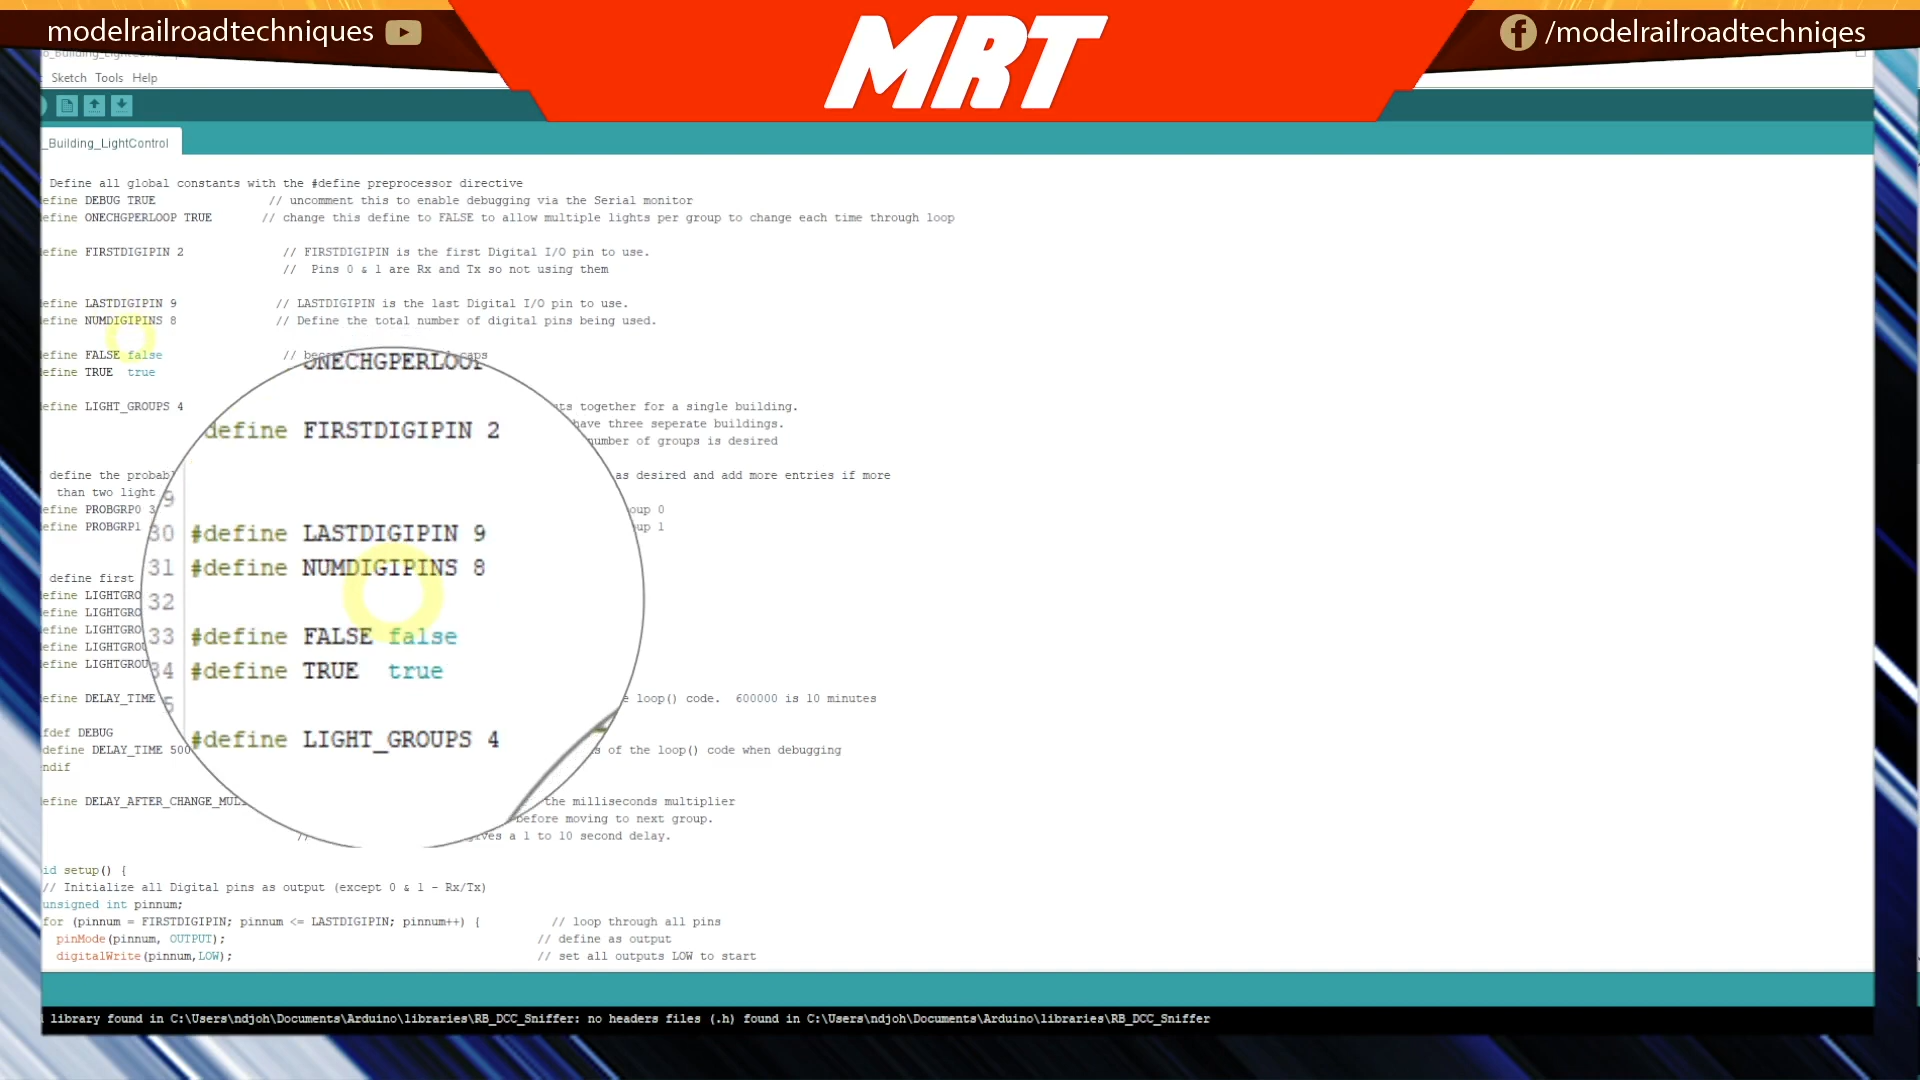 modelrailroadtechniques
MRT
/modelrailroadtechniqes
Sketch Tools Help
_Building_LightControl
Define all global constants with the #define preprocessor directive
efine DEBUG TRUE // uncomment this to enable debugging via the Serial monitor
efine ONECHGPERLOOP TRUE // change this define to FALSE to allow multiple lights per group to change each time through loop
efine FIRSTDIGIPIN 2 // FIRSTDIGIPIN is the first Digital I/O pin to use.
// Pins 0 & 1 are Rx and Tx so not using them
efine LASTDIGIPIN 9 // LASTDIGIPIN is the last Digital I/O pin to use.
efine NUMDIGIPINS 8 // Define the total number of digital pins being used.
efine FALSE false // bec caps
efine TRUE true
efine LIGHT_GROUPS 4 ts together for a single building.
have three seperate buildings.
number of groups is desired
define the probab as desired and add more entries if more
than two light
efine PROBGRP0 3 oup 0
efine PROBGRP1 up 1
define first
efine LIGHTGRO
efine LIGHTGRO
efine LIGHTGRO
efine LIGHTGROU
efine LIGHTGROU
efine DELAY_TIME e loop() code. 600000 is 10 minutes
fdef DEBUG
define DELAY_TIME 500 s of the loop() code when debugging
ndif
efine DELAY_AFTER_CHANGE_MUL the milliseconds multiplier
before moving to next group.
// ives a 1 to 10 second delay.
ONECHGPERLOOP
define FIRSTDIGIPIN 2
9
30 #define LASTDIGIPIN 9
31 #define NUMDIGIPINS 8
32
33 #define FALSE false
34 #define TRUE true
5
#define LIGHT_GROUPS 4
id setup() {
// Initialize all Digital pins as output (except 0 & 1 - Rx/Tx)
unsigned int pinnum;
for (pinnum = FIRSTDIGIPIN; pinnum <= LASTDIGIPIN; pinnum++) { // loop through all pins
pinMode(pinnum, OUTPUT); // define as output
digitalWrite(pinnum,LOW); // set all outputs LOW to start
library found in C:\Users\ndjoh\Documents\Arduino\libraries\RB_DCC_Sniffer: no headers files (.h) found in C:\Users\ndjoh\Documents\Arduino\libraries\RB_DCC_Sniffer